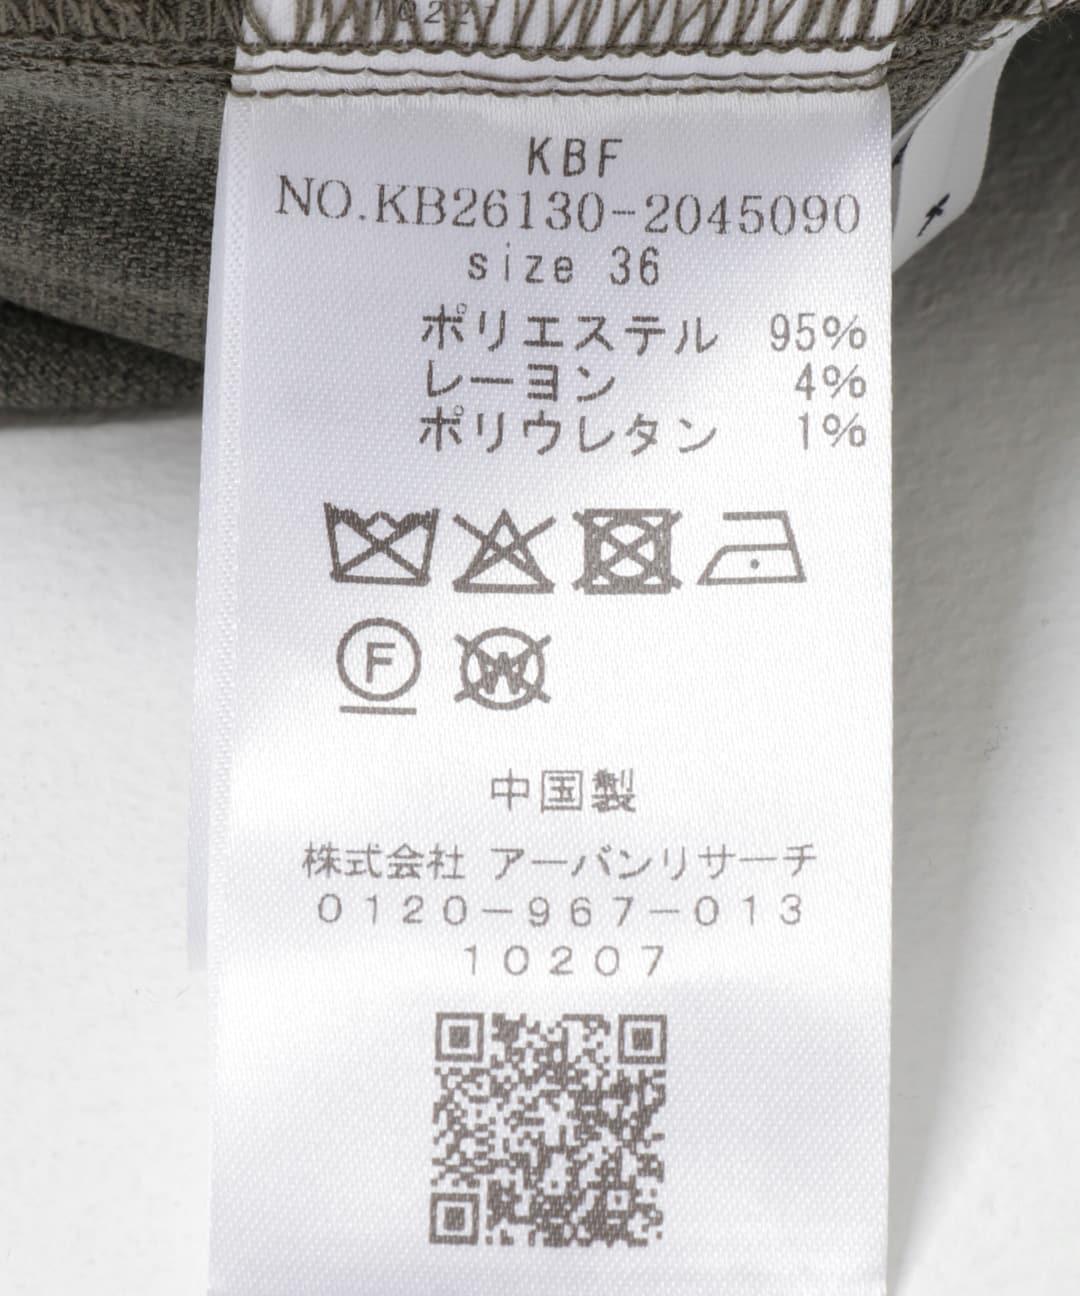 KBF
NO.KB26130-2045090
size 36
ポリエステル 95%
レーヨン 4%
ポリウレタン 1%
F
W
中国製
株式会社 アーバンリサーチ
0120-967-013
10207